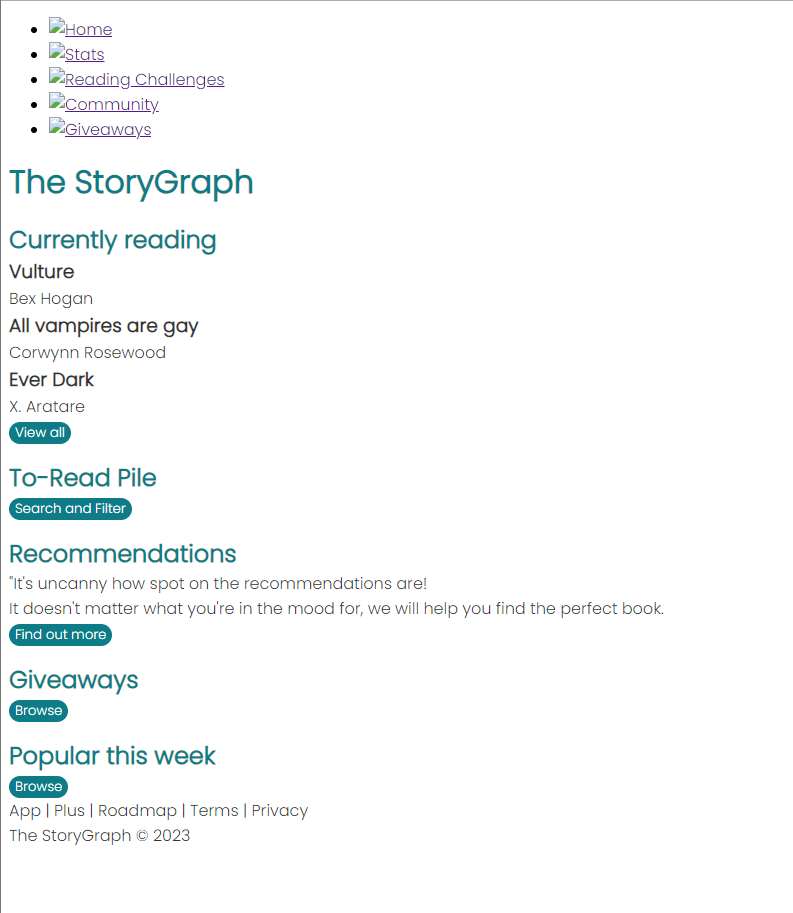 Home
Stats
Reading Challenges
Community
Giveaways
The StoryGraph
Currently reading
Vulture
Bex Hogan
All vampires are gay
Corwynn Rosewood
Ever Dark
X. Aratare
View all
To-Read Pile
Search and Filter
Recommendations
"It's uncanny how spot on the recommendations are!
It doesn't matter what you're in the mood for, we will help you find the perfect book.
Find out more
Giveaways
Browse
Popular this week
Browse
App | Plus | Roadmap | Terms | Privacy
The StoryGraph © 2023